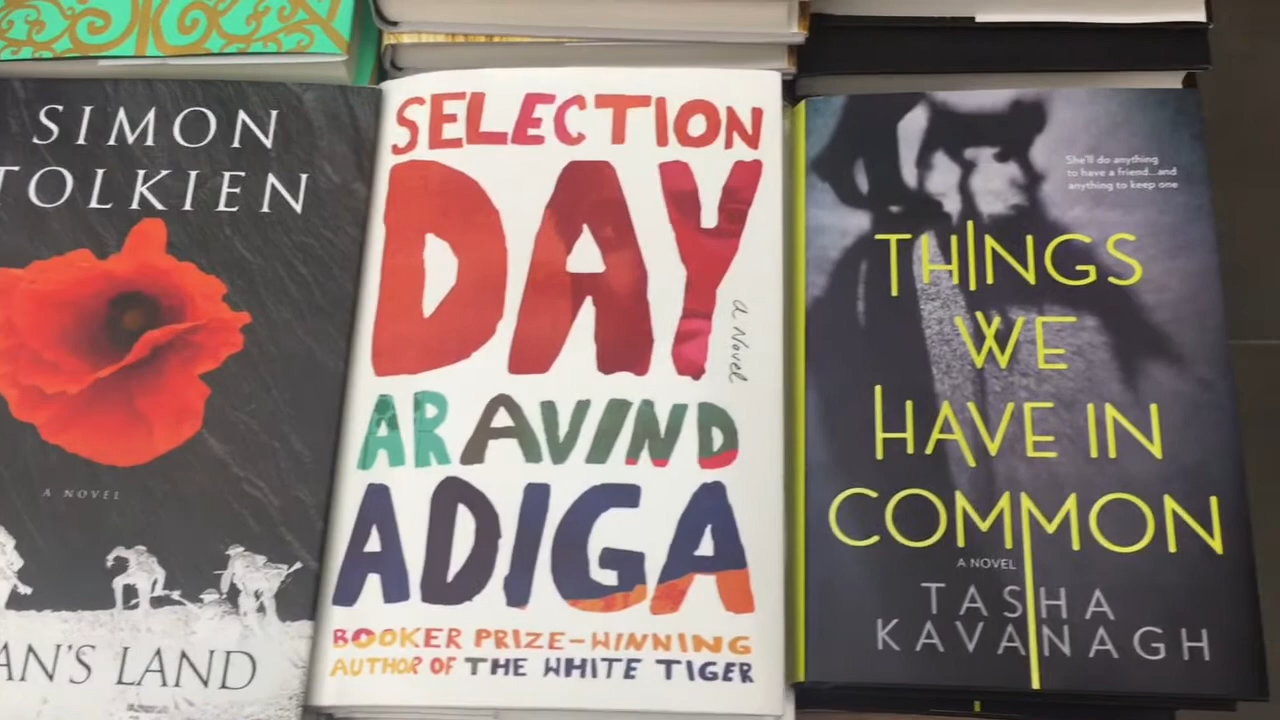 SIMON
TOLKIEN
A NOVEL
AN'S LAND
SELECTION
DAY
a Novel
ARAVIND
ADIGA
BOOKER PRIZE-WINNING
AUTHOR OF THE WHITE TIGER
She'll do anything
to have a friend...and
anything to keep one
THINGS
WE
HAVE IN
COMMON
A NOVEL
TASHA
KAVANAGH